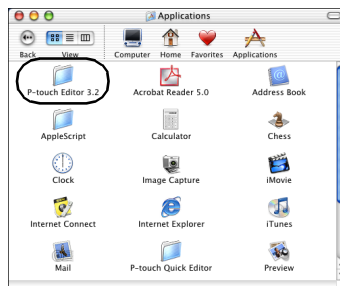 Applications
Back View Computer Home Favorites Applications
P-touch Editor 3.2 Acrobat Reader 5.0 Address Book
AppleScript Calculator Chess
Clock Image Capture iMovie
Internet Connect Internet Explorer iTunes
Mail P-touch Quick Editor Preview